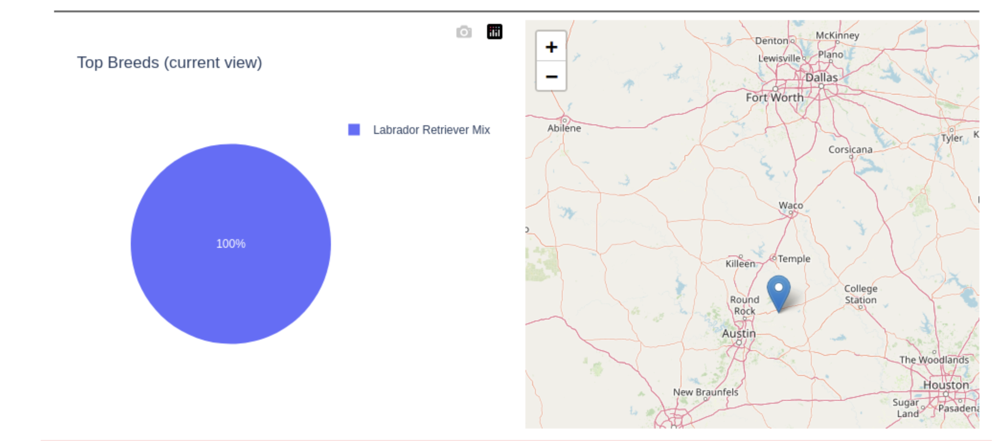 Top Breeds (current view)
Labrador Retriever Mix
100%
+
−
Denton
McKinney
Lewisville
Plano
Dallas
Fort Worth
Abilene
Tyler
K
Corsicana
Waco
Killeen
Temple
College
Station
Round
Rock
Austin
The Woodlands
Houston
New Braunfels
Sugar
Land
Pasadena